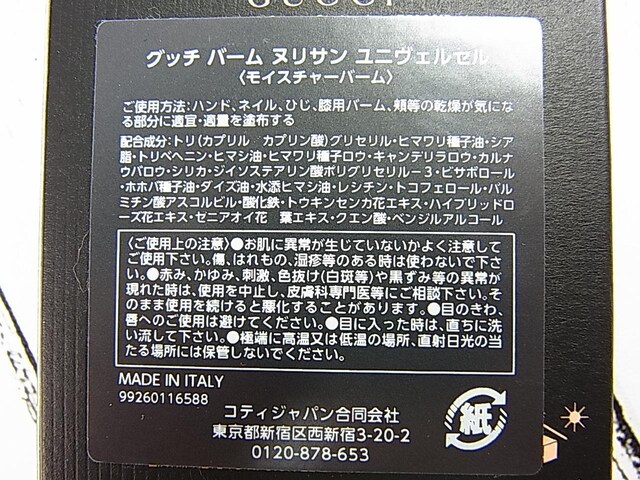 GUCCI
グッチ バーム ヌリサン ユニヴェルセル
〈モイスチャーバーム〉
ご使用方法:ハンド、ネイル、ひじ、膝用バーム、頬等の乾燥が気にな
る部分に適宜・適量を塗布する
配合成分:トリ(カプリル カプリン酸)グリセリル・ヒマワリ種子油・シア
脂・トリベヘニン・ヒマシ油・ヒマワリ種子ロウ・キャンデリラロウ・カルナ
ウバロウ・シリカ・ジイソステアリン酸ポリグリセリル－3・ビサボロール
・ホホバ種子油・ダイズ油・水添ヒマシ油・レシチン・トコフェロール・パル
ミチン酸アスコルビル・酸化鉄・トウキンセンカ花エキス・ハイブリッドロ
ーズ花エキス・ゼニアオイ花 葉エキス・クエン酸・ベンジルアルコール
〈ご使用上の注意〉●お肌に異常が生じていないかよく注意して
ご使用下さい。傷、はれもの、湿疹等のある時は使わないで下さ
い。●赤み、かゆみ、刺激、色抜け(白斑等)や黒ずみ等の異常が
現れた時は、使用を中止し、皮膚科専門医等にご相談下さい。そ
のまま使用を続けると悪化することがあります。●目のきわ、
唇へのご使用は避けてください。●目に入った時は、直ちに洗
い流して下さい。●極端に高温又は低温の場所、直射日光の当
たる場所には保管しないでください。
MADE IN ITALY
99260116588
コティジャパン合同会社
東京都新宿区西新宿3-20-2
0120-878-653
紙